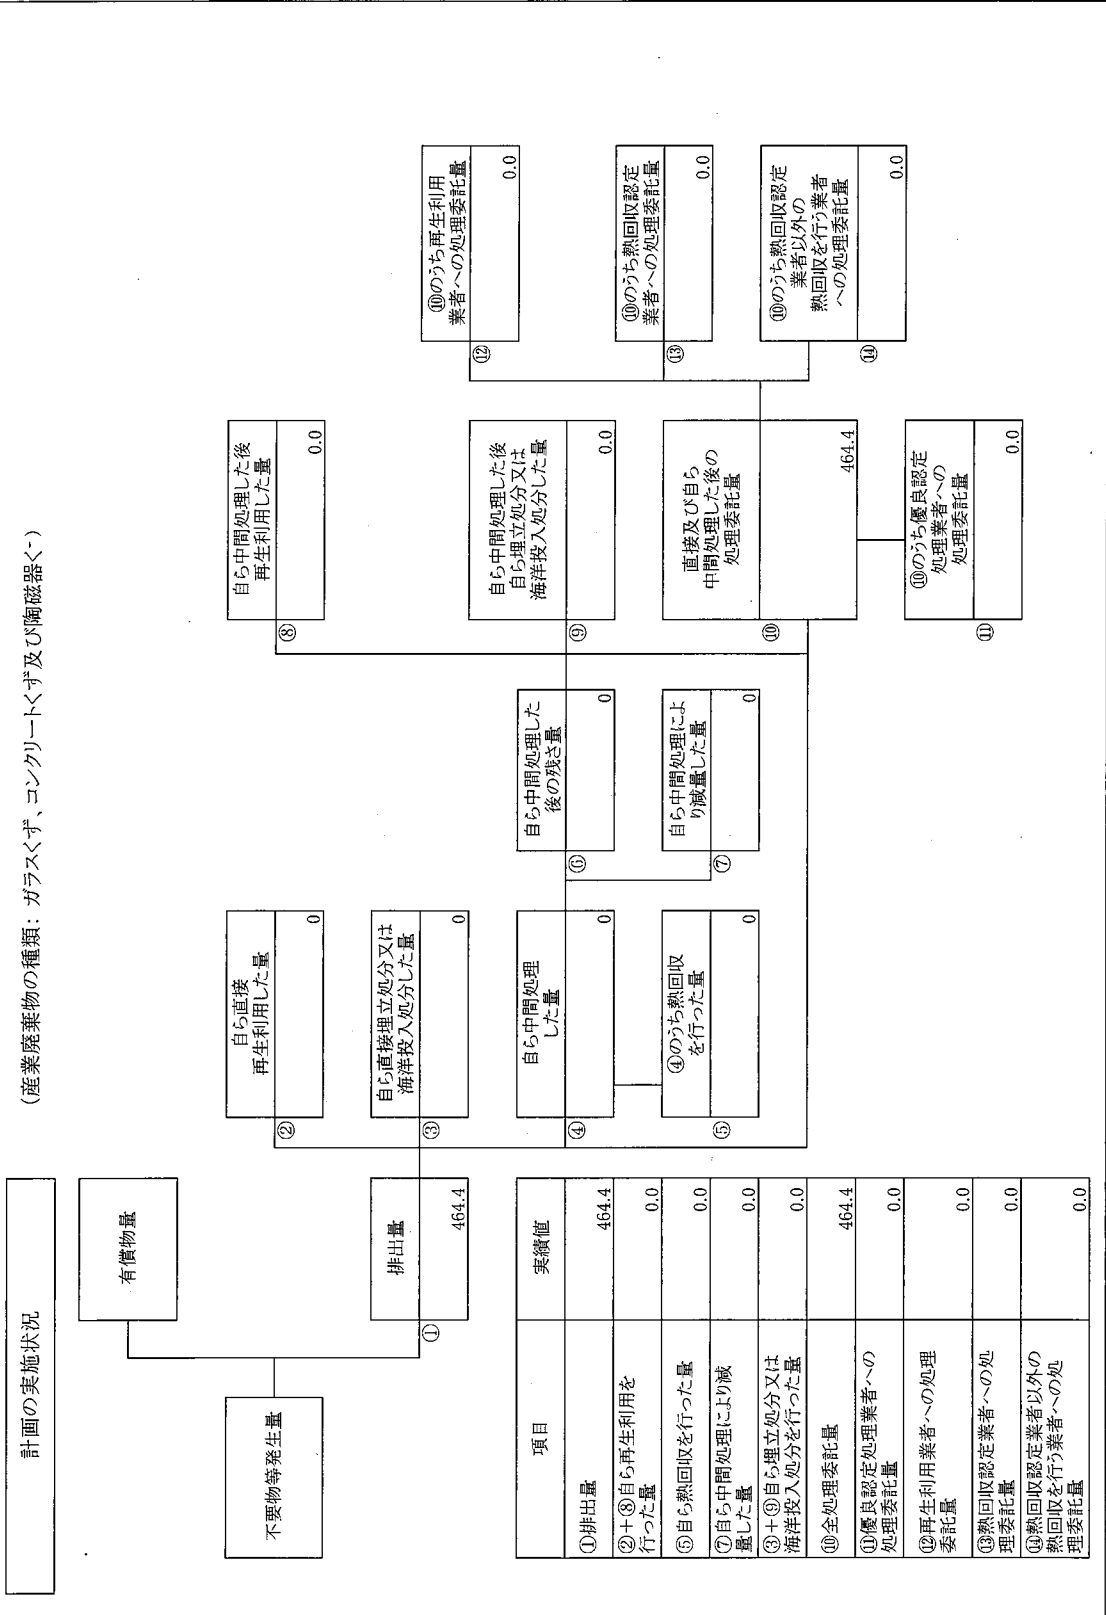 計画の実施状況
(産業廃棄物の種類: ガラスくず、コンクリートくず及び陶磁器く-)
不要物等発生量
有償物量
①
排出量
464.4
②
自ら直接
再生利用した量
0
③
自ら直接埋立処分又は
海洋投入処分した量
0
④
自ら中間処理
した量
0
⑤
④のうち熱回収
を行った量
0
⑥
自ら中間処理した
後の残さ量
0
⑦
自ら中間処理によ
り減量した量
0
⑧
自ら中間処理した後
再生利用した量
0.0
⑨
自ら中間処理した後
自ら埋立処分又は
海洋投入処分した量
0.0
⑩
直接及び自ら
中間処理した後の
処理委託量
464.4
⑪
⑩のうち優良認定
処理業者への
処理委託量
0.0
⑫
⑩のうち再生利用
業者への処理委託量
0.0
⑬
⑩のうち熱回収認定
業者への処理委託量
0.0
⑭
⑩のうち熱回収認定
業者以外の
熱回収を行う業者
への処理委託量
0.0
項目 実績値
①排出量 464.4
②+⑧自ら再生利用を
行った量 0.0
⑤自ら熱回収を行った量 0.0
⑦自ら中間処理により減
量した量 0.0
③+⑨自ら埋立処分又は
海洋投入処分を行った量 0.0
⑩全処理委託量 464.4
⑪優良認定処理業者への
処理委託量 0.0
⑫再生利用業者への処理
委託量 0.0
⑬熱回収認定業者への処
理委託量 0.0
⑭熱回収認定業者以外の
熱回収を行う業者への処
理委託量 0.0